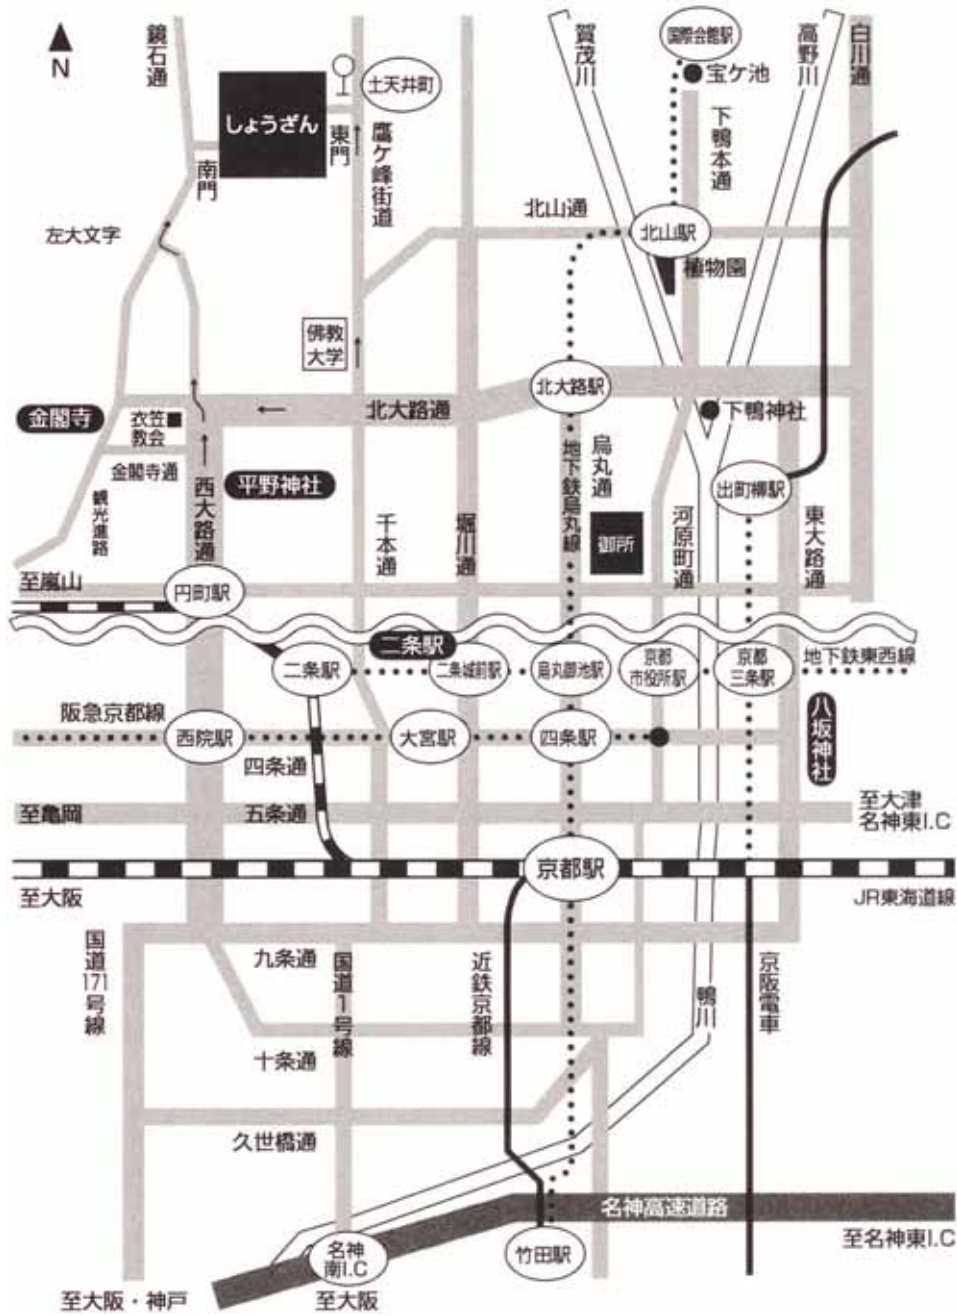 N
鏡石通
しょうざん
土天井町
東門
南門
鷹ケ峰街道
賀茂川
国際会館駅
宝ケ池
下鴨本通
高野川
白川通
北山通
北山駅
植物園
左大文字
佛教
大学
北大路駅
北大路通
金閣寺
衣笠
教会
金閣寺通
観光進路
西大路通
平野神社
下鴨神社
出町柳駅
千本通
堀川通
地下鉄烏丸線
烏丸通
御所
河原町通
東大路通
至嵐山
円町駅
二条駅
二条駅
二条城前駅
烏丸御池駅
京都
市役所駅
京都
三条駅
地下鉄東西線
阪急京都線
西院駅
大宮駅
四条駅
八坂神社
四条通
至亀岡
五条通
至大津
名神東I.C
京都駅
至大阪
JR東海道線
国道171号線
九条通
国道1号線
近鉄京都線
鴨川
京阪電車
十条通
久世橋通
名神高速道路
至名神東I.C
名神
南I.C
竹田駅
至大阪・神戸
至大阪